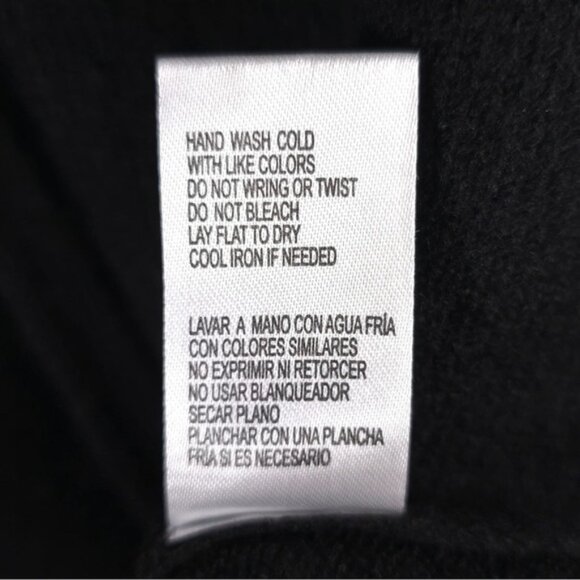 HAND WASH COLD
WITH LIKE COLORS
DO NOT WRING OR TWIST
DO NOT BLEACH
LAY FLAT TO DRY
COOL IRON IF NEEDED
LAVAR A MANO CON AGUA FRÍA
CON COLORES SIMILARES
NO EXPRIMIR NI RETORCER
NO USAR BLANQUEADOR
SECAR PLANO
PLANCHAR CON UNA PLANCHA
FRÍA SI ES NECESARIO